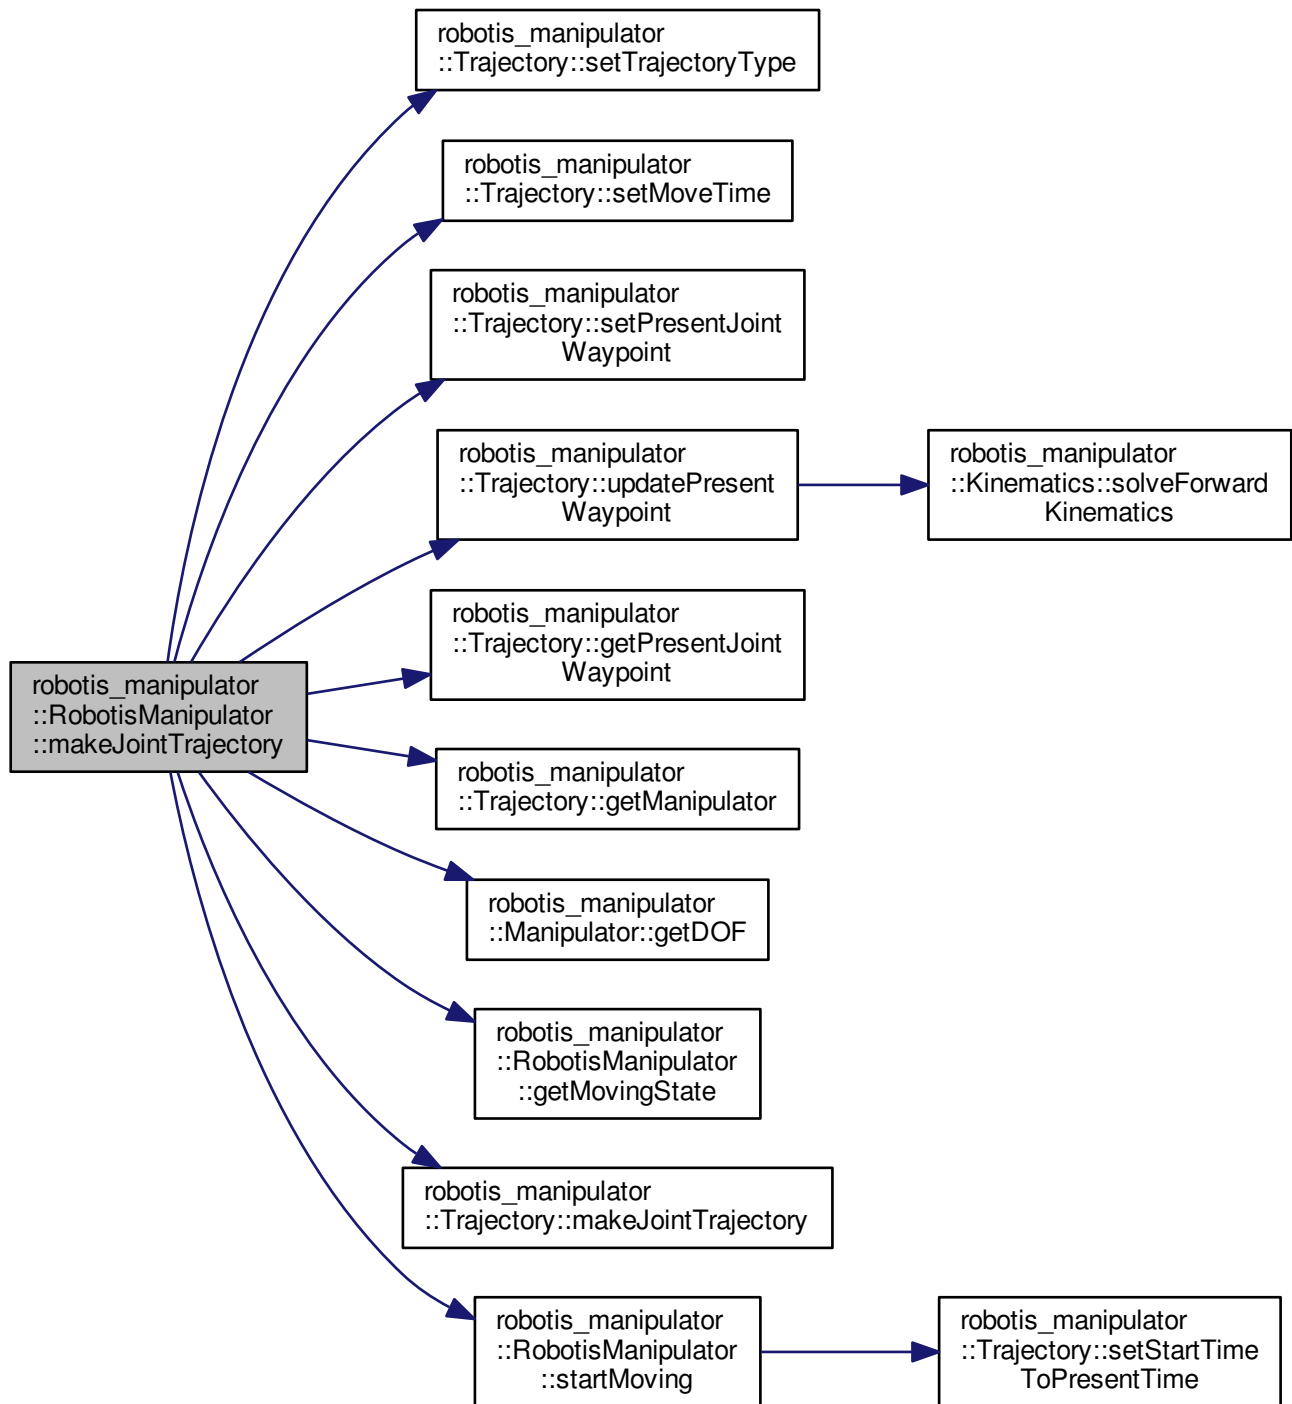 robotis_manipulator
::Trajectory::setTrajectoryType
robotis_manipulator
::Trajectory::setMoveTime
robotis_manipulator
::Trajectory::setPresentJoint
Waypoint
robotis_manipulator
::Trajectory::updatePresent
Waypoint
robotis_manipulator
::Kinematics::solveForward
Kinematics
robotis_manipulator
::Trajectory::getPresentJoint
Waypoint
robotis_manipulator
::RobotisManipulator
::makeJointTrajectory
robotis_manipulator
::Trajectory::getManipulator
robotis_manipulator
::Manipulator::getDOF
robotis_manipulator
::RobotisManipulator
::getMovingState
robotis_manipulator
::Trajectory::makeJointTrajectory
robotis_manipulator
::RobotisManipulator
::startMoving
robotis_manipulator
::Trajectory::setStartTime
ToPresentTime